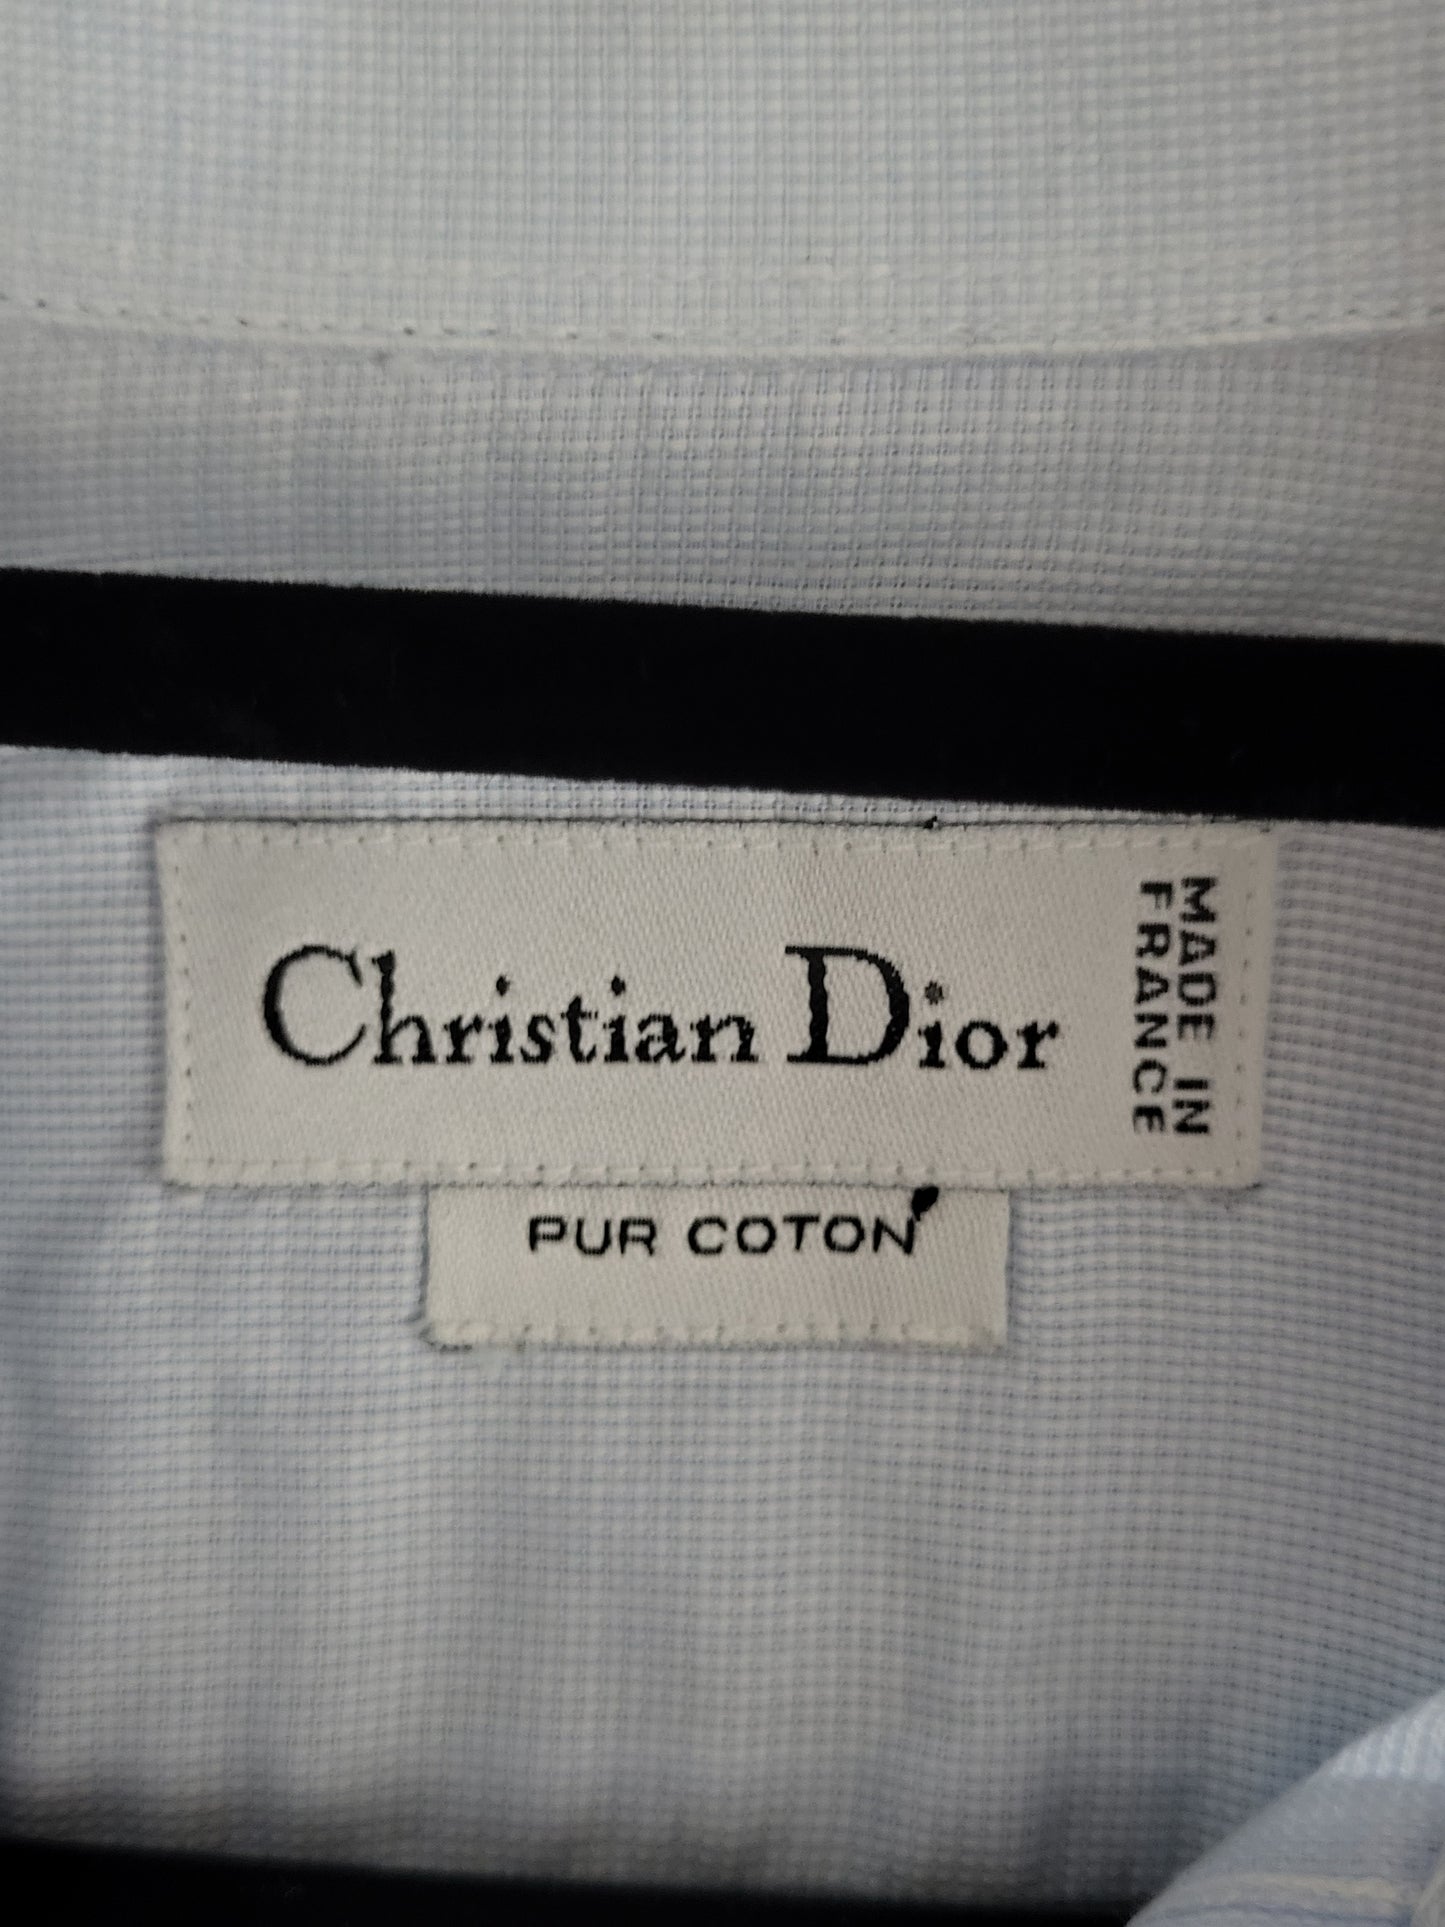 Christian Dior
MADE IN
FRANCE
PUR COTON